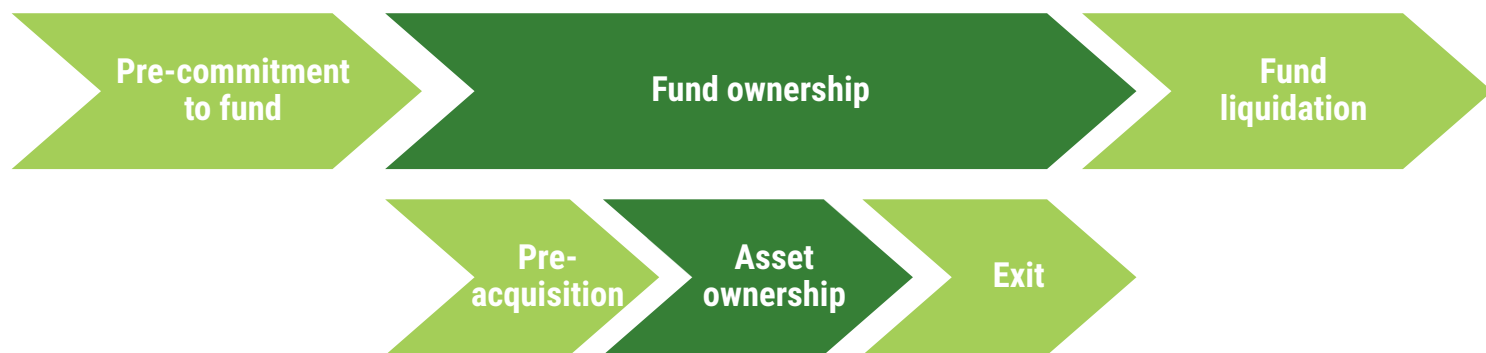 Pre-commitment
to fund
Fund ownership
Fund
liquidation
Pre-
acquisition
Asset
ownership
Exit